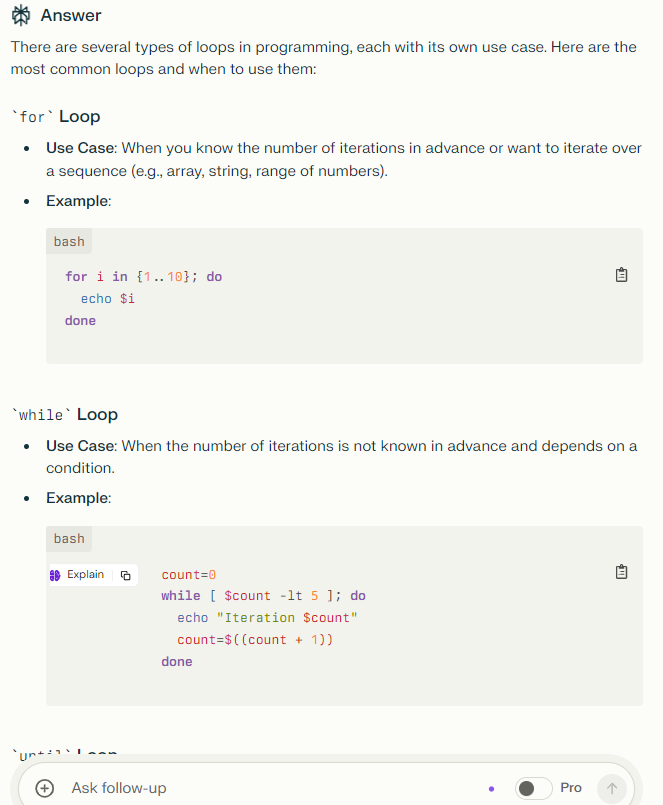 Answer
There are several types of loops in programming, each with its own use case. Here are the
most common loops and when to use them:
`for` Loop
Use Case: When you know the number of iterations in advance or want to iterate over
a sequence (e.g., array, string, range of numbers).
Example:
bash
for i in {1..10}; do
  echo $i
done
`while` Loop
Use Case: When the number of iterations is not known in advance and depends on a
condition.
Example:
bash
Explain
count=0
while [ $count -lt 5 ]; do
  echo "Iteration $count"
  count=$((count + 1))
done
`until` Loop
Ask follow-up
Pro